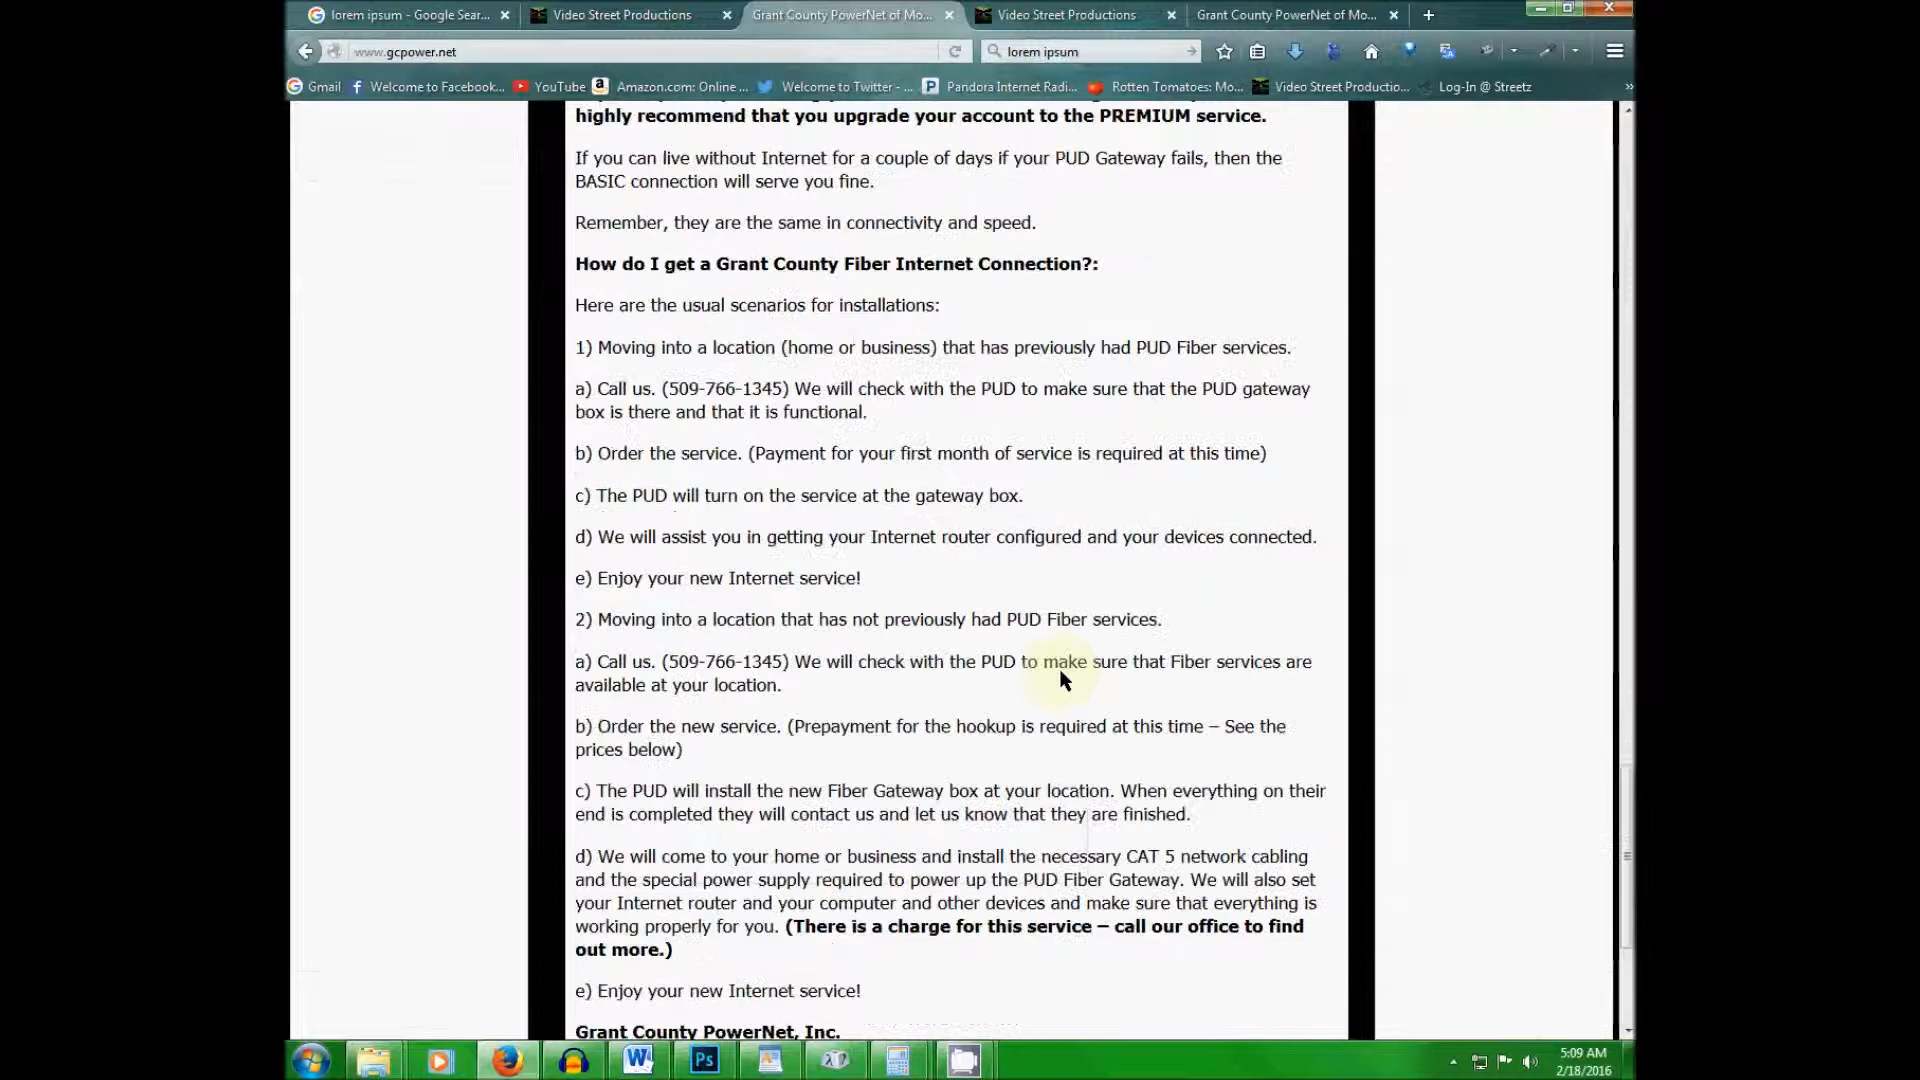 lorem ipsum - Google Sear...
Video Street Productions
Grant County PowerNet of Mo...
Video Street Productions
Grant County PowerNet of Mo...
www.gcpower.net
lorem ipsum
Gmail
Welcome to Facebook...
YouTube
Amazon.com: Online ...
Welcome to Twitter - ...
Pandora Internet Radi...
Rotten Tomatoes: Mo...
Video Street Productio...
Log-In @ Streetz
highly recommend that you upgrade your account to the PREMIUM service.
If you can live without Internet for a couple of days if your PUD Gateway fails, then the
BASIC connection will serve you fine.
Remember, they are the same in connectivity and speed.
How do I get a Grant County Fiber Internet Connection?:
Here are the usual scenarios for installations:
1) Moving into a location (home or business) that has previously had PUD Fiber services.
a) Call us. (509-766-1345) We will check with the PUD to make sure that the PUD gateway
box is there and that it is functional.
b) Order the service. (Payment for your first month of service is required at this time)
c) The PUD will turn on the service at the gateway box.
d) We will assist you in getting your Internet router configured and your devices connected.
e) Enjoy your new Internet service!
2) Moving into a location that has not previously had PUD Fiber services.
a) Call us. (509-766-1345) We will check with the PUD to make sure that Fiber services are
available at your location.
b) Order the new service. (Prepayment for the hookup is required at this time – See the
prices below)
c) The PUD will install the new Fiber Gateway box at your location. When everything on their
end is completed they will contact us and let us know that they are finished.
d) We will come to your home or business and install the necessary CAT 5 network cabling
and the special power supply required to power up the PUD Fiber Gateway. We will also set
your Internet router and your computer and other devices and make sure that everything is
working properly for you. (There is a charge for this service – call our office to find
out more.)
e) Enjoy your new Internet service!
Grant County PowerNet, Inc.
Ps
5:09 AM
2/18/2016